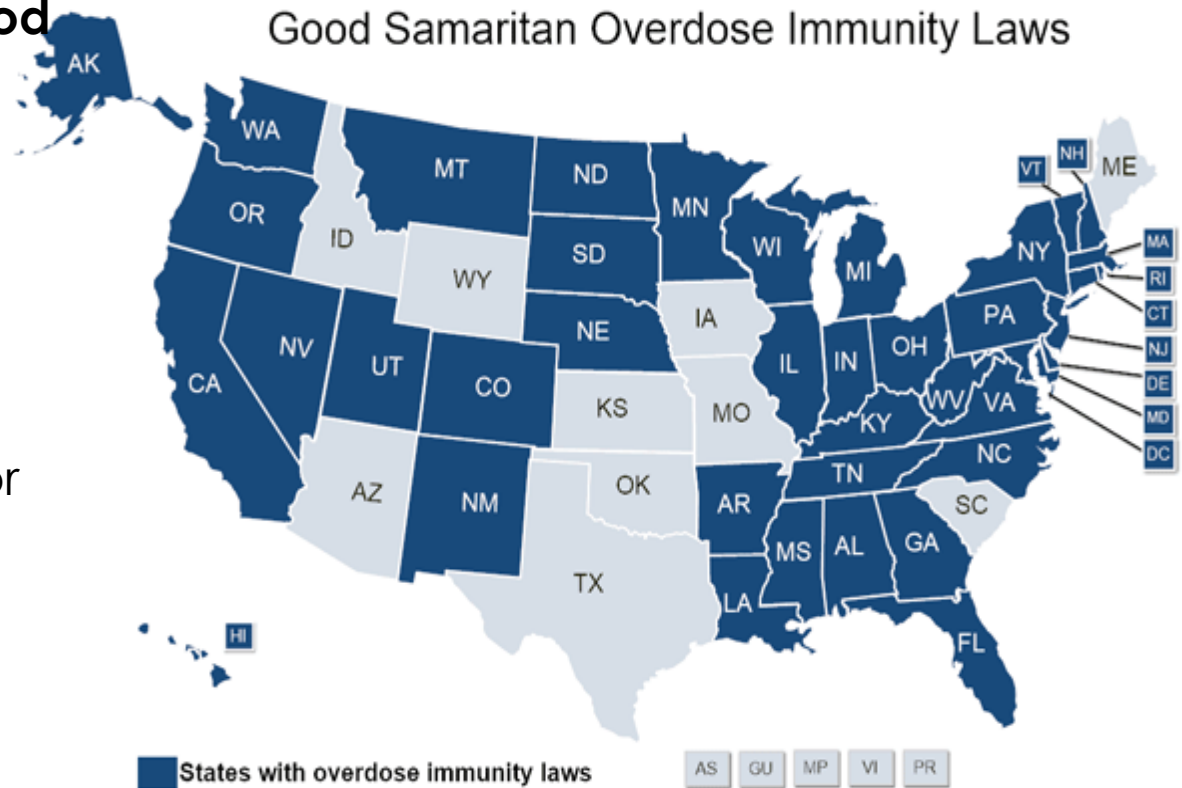 od
Good Samaritan Overdose Immunity Laws
AK
WA
MT
ND
MN
VT
NH
ME
OR
ID
WY
SD
WI
MI
NY
MA
RI
CT
NJ
DE
MD
DC
CA
NV
UT
CO
NE
IA
IL
IN
OH
PA
WV
VA
KY
KS
MO
TN
NC
AZ
NM
OK
AR
SC
TX
MS
AL
GA
LA
FL
HI
or
States with overdose immunity laws
AS
GU
MP
VI
PR